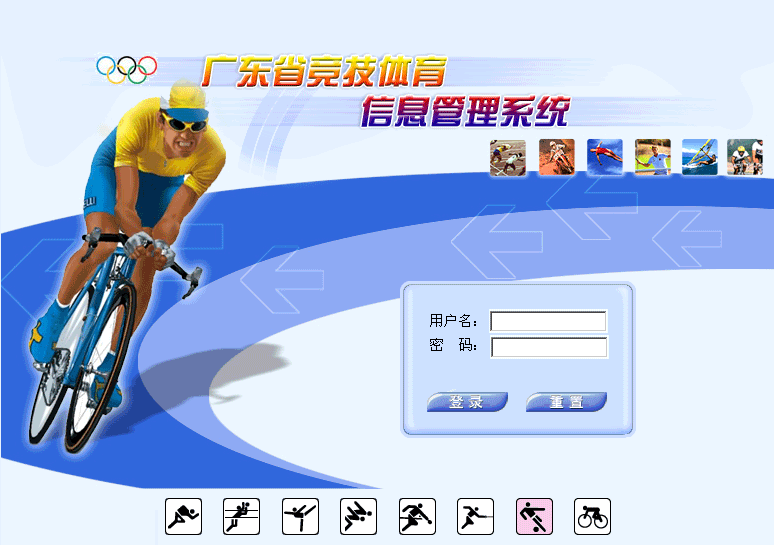 广东省竞技体育
信息管理系统
用户名：
密 码：
登录
重置